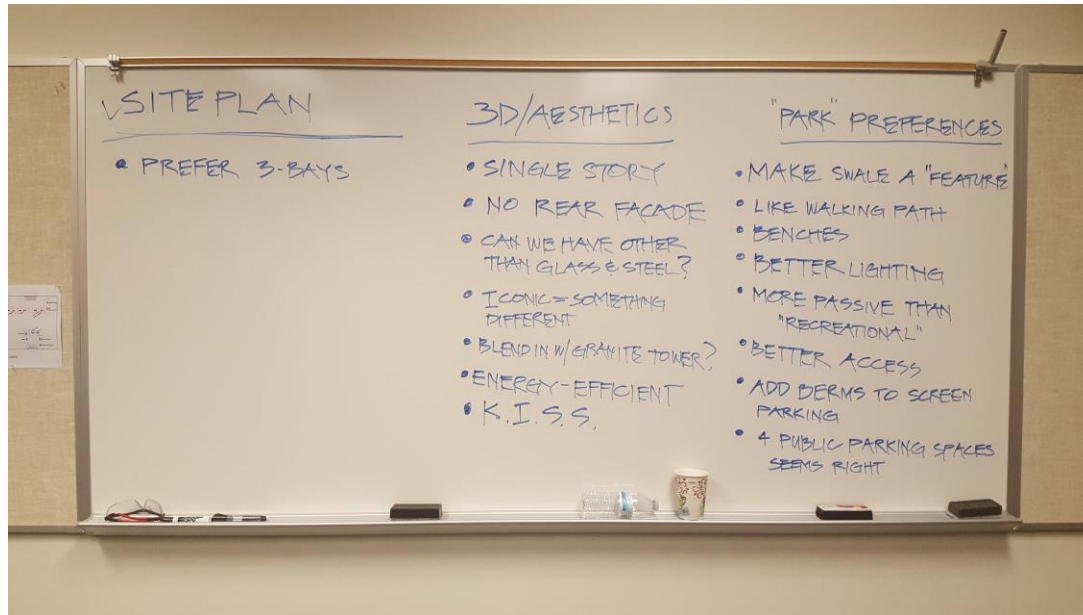 √SITE PLAN
• PREFER 3-BAYS
3D/AESTHETICS
• SINGLE STORY
• NO REAR FACADE
• CAN WE HAVE OTHER
THAN GLASS & STEEL?
• ICONIC = SOMETHING
DIFFERENT
• BLEND IN W/ GRANITE TOWER?
• ENERGY-EFFICIENT
• K.I.S.S.
"PARK" PREFERENCES
• MAKE SWALE A "FEATURE"
• LIKE WALKING PATH
• BENCHES
• BETTER LIGHTING
• MORE PASSIVE THAN
"RECREATIONAL"
• BETTER ACCESS
• ADD BERMS TO SCREEN
PARKING
• 4 PUBLIC PARKING SPACES
SEEMS RIGHT